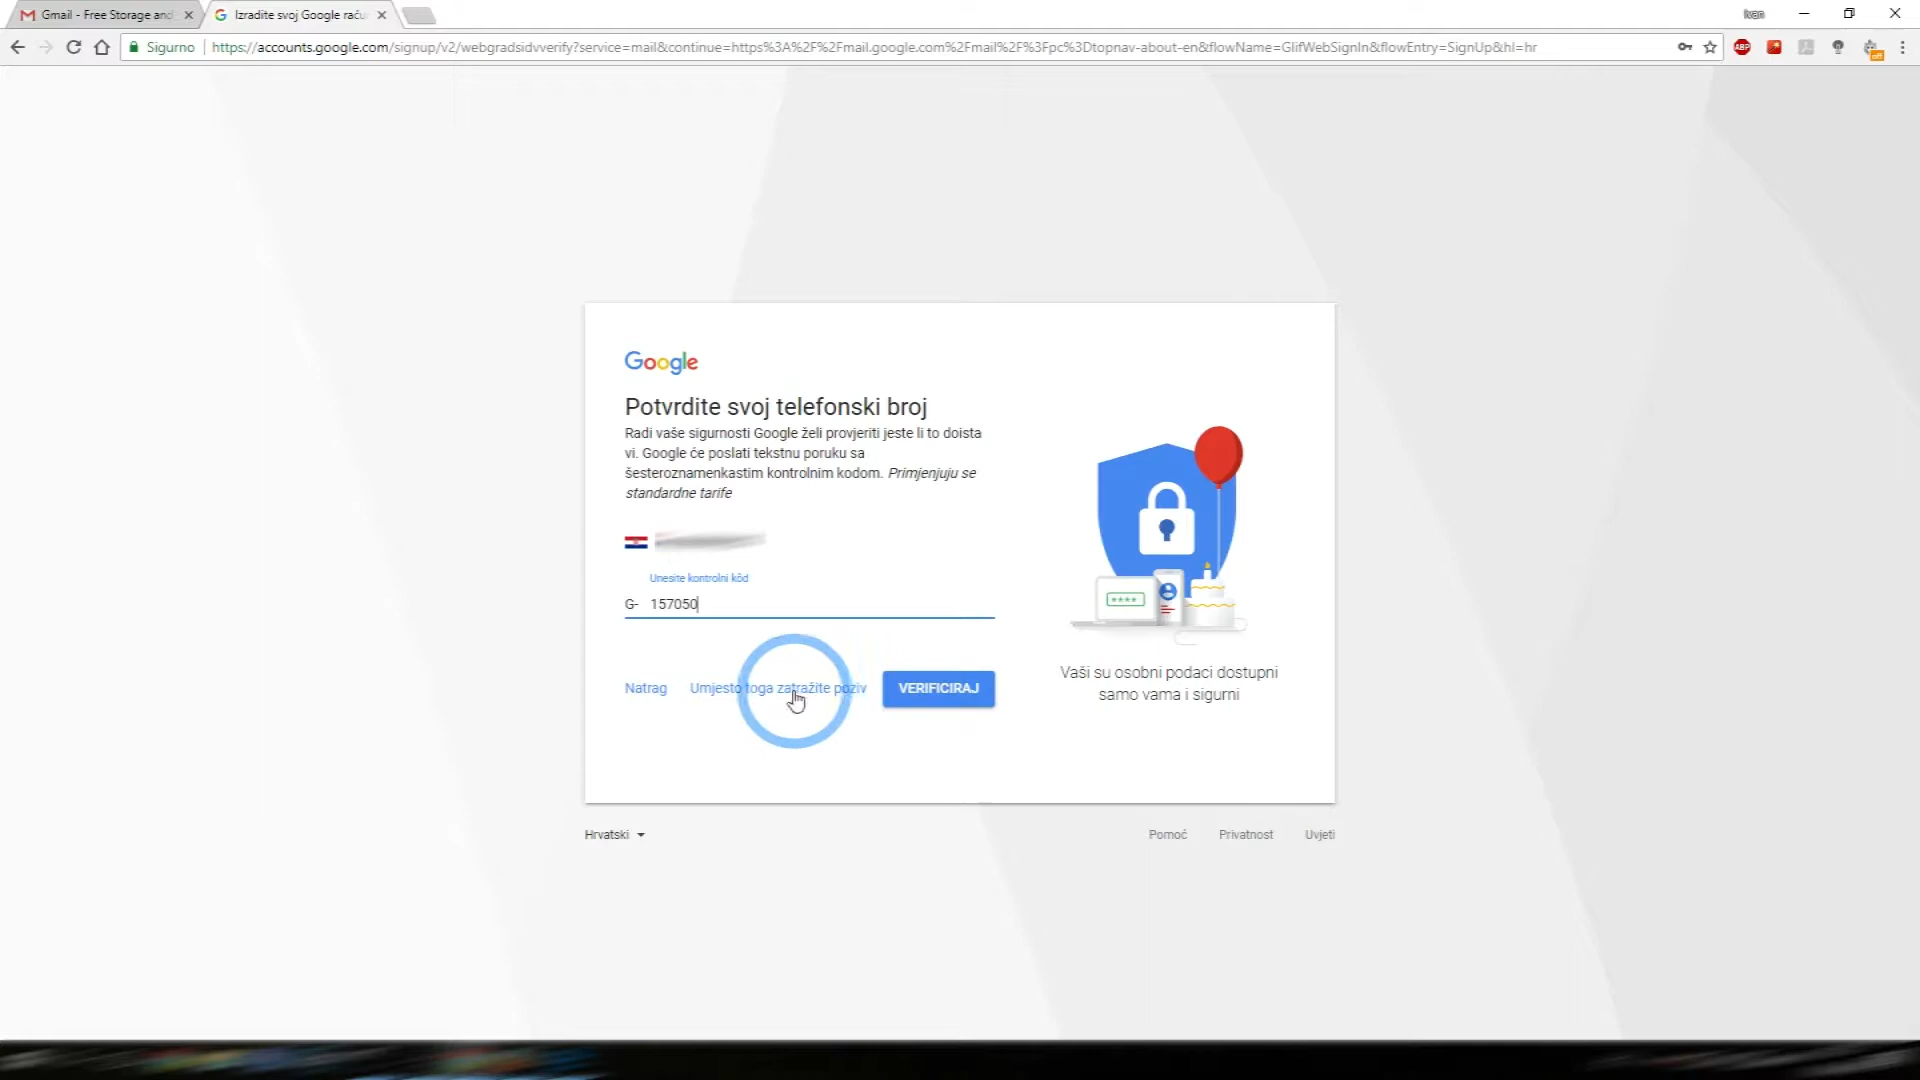 Gmail - Free Storage and
Izradite svoj Google raču
Ivan
Sigurno
https://accounts.google.com/signup/v2/webgradsidvverify?service=mail&continue=https%3A%2F%2Fmail.google.com%2Fmail%2F%3Fpc%3Dtopnav-about-en&flowName=GlifWebSignIn&flowEntry=SignUp&hl=hr
ABP
off
Google
Potvrdite svoj telefonski broj
Radi vaše sigurnosti Google želi provjeriti jeste li to doista
vi. Google će poslati tekstnu poruku sa
šesteroznamenkastim kontrolnim kodom. Primjenjuju se
standardne tarife
Unesite kontrolni kôd
G- 157050
Natrag
Umjesto toga zatražite poziv
VERIFICIRAJ
****
Vaši su osobni podaci dostupni
samo vama i sigurni
Hrvatski
Pomoć
Privatnost
Uvjeti